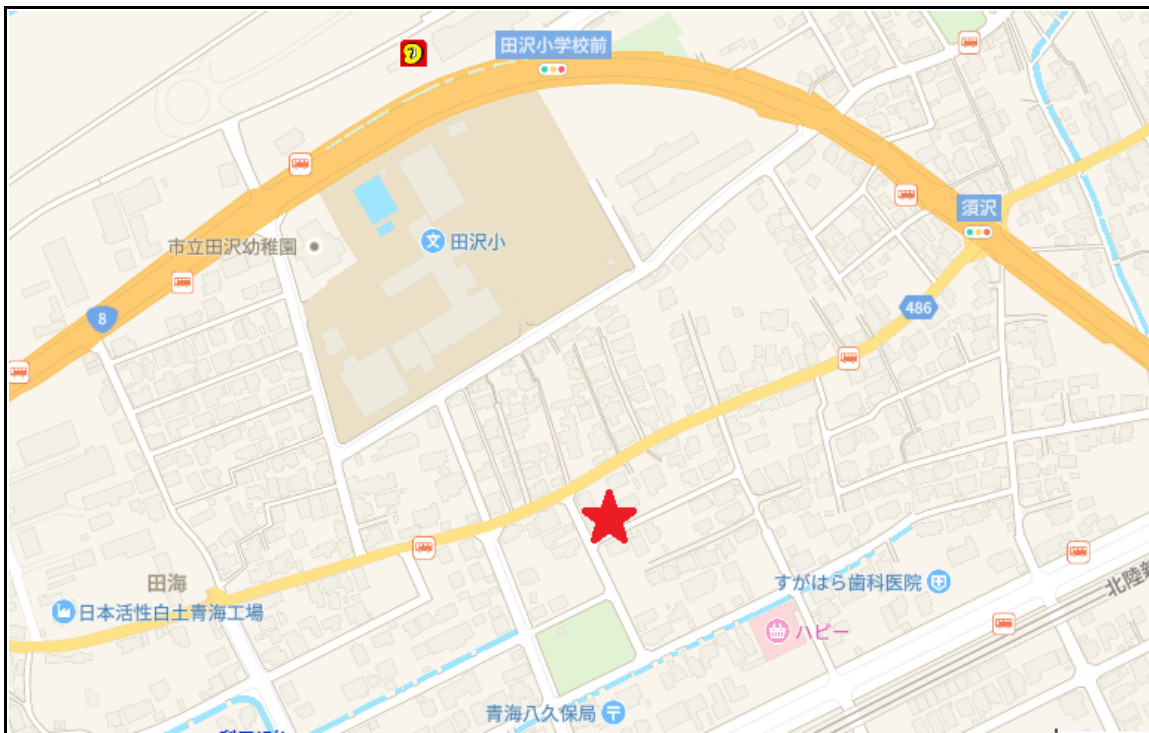 田沢小学校前
須沢
市立田沢幼稚園
文 田沢小
8
486
田海
日本活性白土青海工場
すがはら歯科医院
ハピー
北陸新
青海八久保局